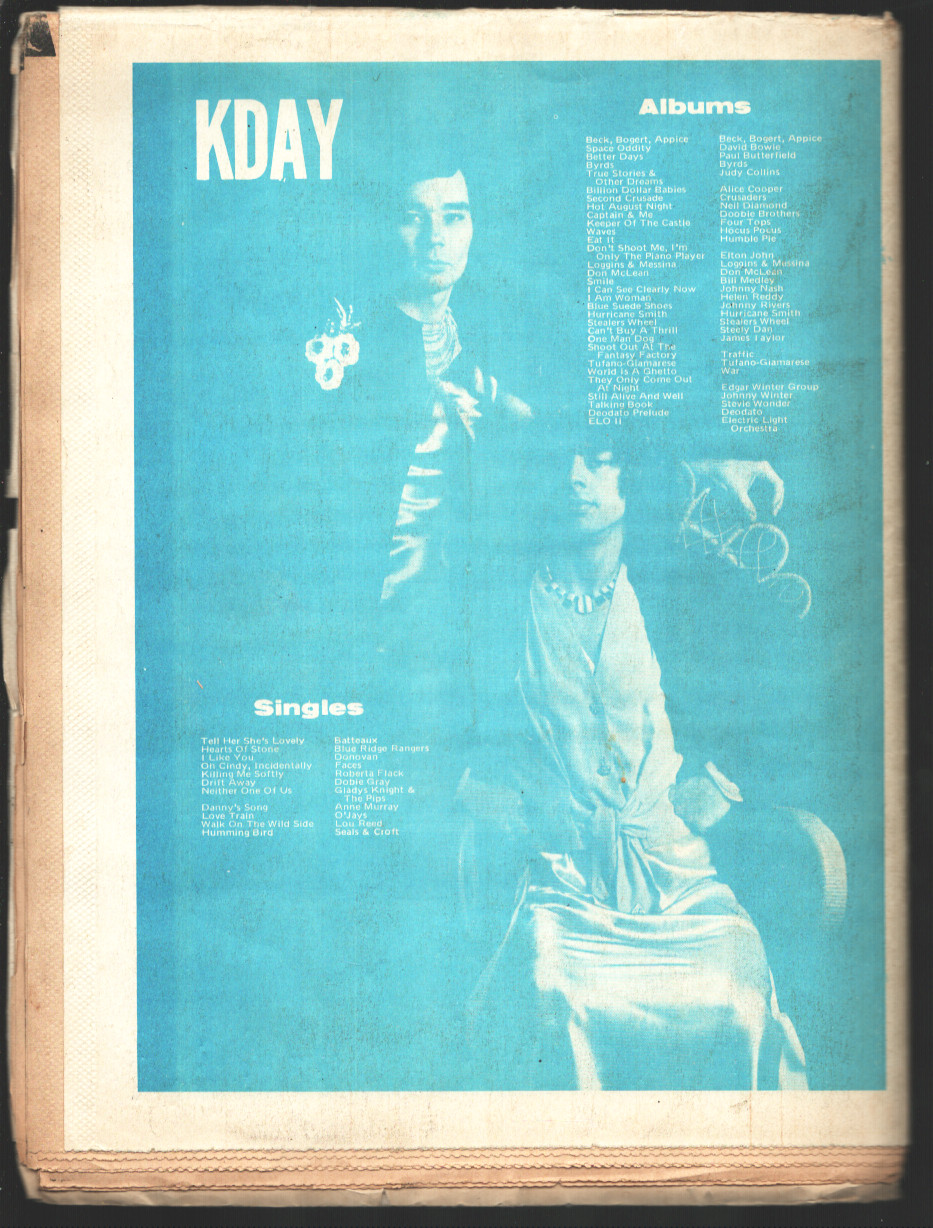 KDAY
Albums
Beck, Bogert, Appice
Space Oddity
Better Days
Byrds
True Stories &
Other Dreams
Billion Dollar Babies
Second Crusade
Hot August Night
Captain & Me
Keeper Of The Castle
Waves
Eat It
Don't Shoot Me, I'm
Only The Piano Player
Loggins & Messina
Don McLean
Smile
I Can See Clearly Now
I Am Woman
Blue Suede Shoes
Hurricane Smith
Stealers Wheel
Can't Buy A Thrill
One Man Dog
Shoot Out At The
Fantasy Factory
Tufano-Giamarese
World Is A Ghetto
They Only Come Out
At Night
Still Alive And Well
Talking Book
Deodato Prelude
ELO II
Beck, Bogert, Appice
David Bowie
Paul Butterfield
Byrds
Judy Collins
Alice Cooper
Crusaders
Neil Diamond
Doobie Brothers
Four Tops
Hocus Pocus
Humble Pie
Elton John
Loggins & Messina
Don McLean
Bill Medley
Johnny Nash
Helen Reddy
Johnny Rivers
Hurricane Smith
Stealers Wheel
Steely Dan
James Taylor
Traffic
Tufano-Giamarese
War
Edgar Winter Group
Johnny Winter
Stevie Wonder
Deodato
Electric Light
Orchestra
Singles
Tell Her She's Lovely
Hearts Of Stone
I Like You
Oh Cindy, Incidentally
Killing Me Softly
Drift Away
Neither One Of Us
Danny's Song
Love Train
Walk On The Wild Side
Humming Bird
Batteaux
Blue Ridge Rangers
Donovan
Faces
Roberta Flack
Dobie Gray
Gladys Knight &
The Pips
Anne Murray
O'Jays
Lou Reed
Seals & Croft